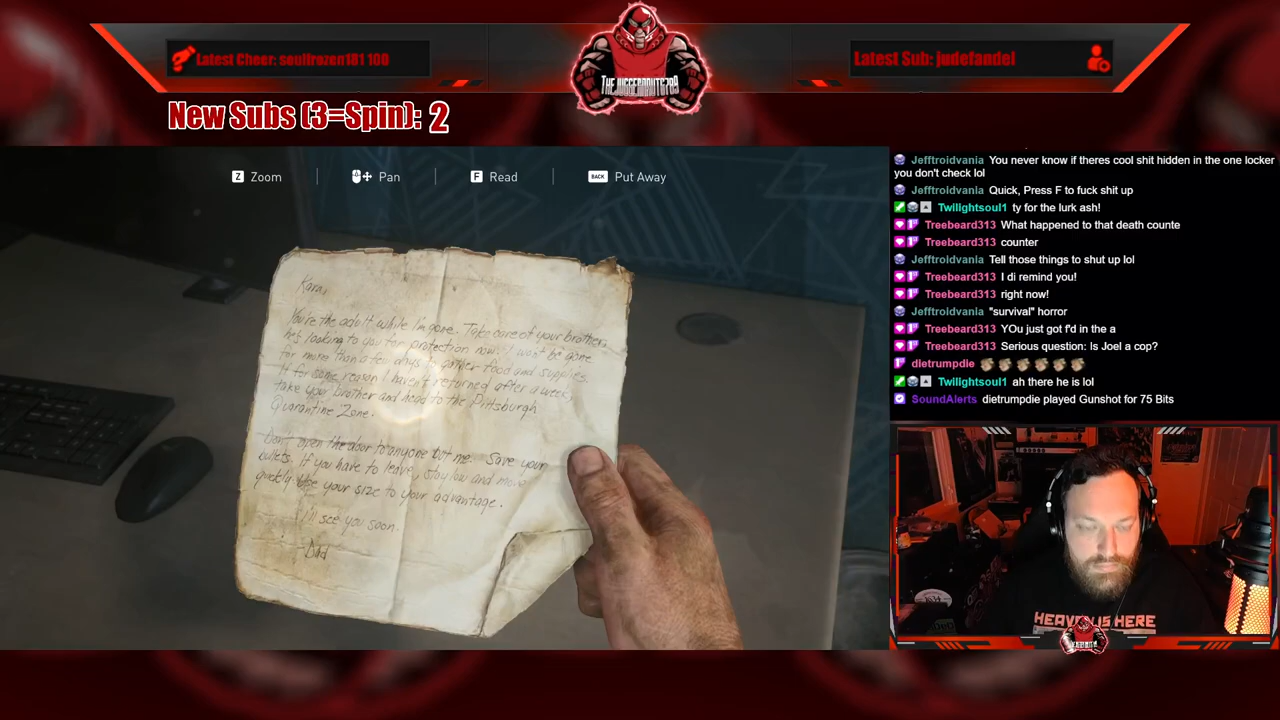 Latest Cheer: soulfrozen181 100
THEJUGGERNAUT6789
Latest Sub: judefandel
New Subs (3=Spin): 2
Z Zoom
Pan
F Read
BACK Put Away
Kara,
You're the adult while I'm gone. Take care of your brother,
he's looking to you for protection now. I won't be gone
for more than a few days to gather food and supplies.
If for some reason I haven't returned after a week,
take your brother and head to the Pittsburgh
Quarantine Zone.
Don't open the door to anyone but me. Save your
bullets. If you have to leave, stay low and move
quickly. Use your size to your advantage.
I'll see you soon.
-Dad
Jefftroidvania You never know if theres cool shit hidden in the one locker
you don't check lol
Jefftroidvania Quick, Press F to fuck shit up
Twilightsoul1 ty for the lurk ash!
Treebeard313 What happened to that death counte
Treebeard313 counter
Jefftroidvania Tell those things to shut up lol
Treebeard313 I di remind you!
Treebeard313 right now!
Jefftroidvania "survival" horror
Treebeard313 YOu just got f'd in the a
Treebeard313 Serious question: Is Joel a cop?
dietrumpdie
Twilightsoul1 ah there he is lol
SoundAlerts dietrumpdie played Gunshot for 75 Bits
HEAVEN IS HERE